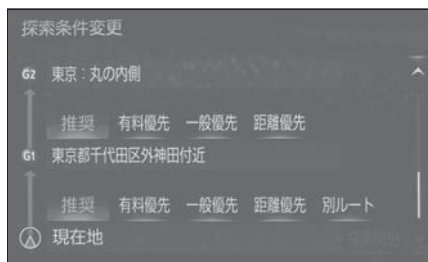 探索条件変更
G2 東京：丸の内側
推奨 有料優先 一般優先 距離優先
G1 東京都千代田区外神田付近
推奨 有料優先 一般優先 距離優先 別ルート
現在地